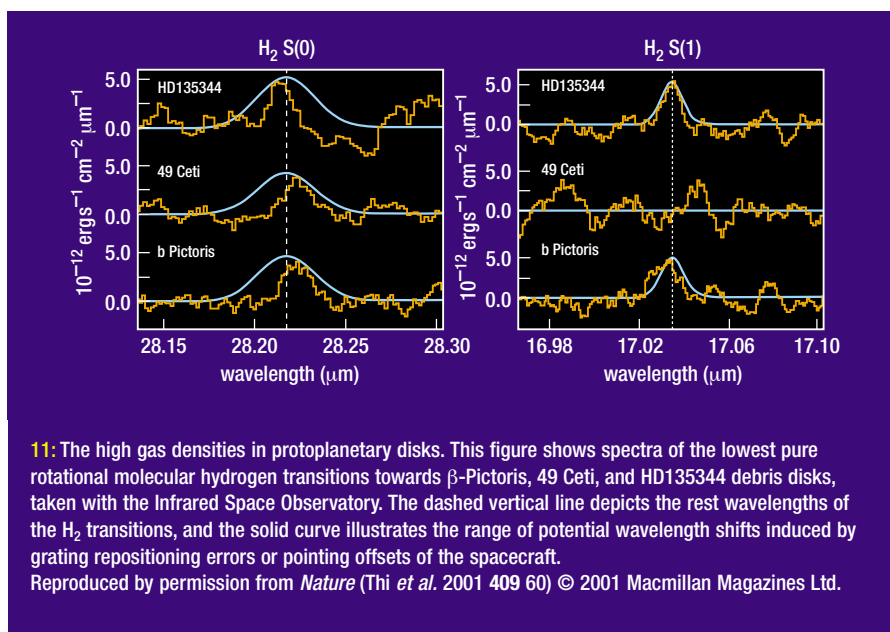 H₂ S(0)
H₂ S(1)
5.0
HD135344
0.0
5.0
49 Ceti
0.0
5.0
b Pictoris
0.0
10⁻¹² ergs⁻¹ cm⁻² μm⁻¹
28.15 28.20 28.25 28.30
wavelength (μm)
5.0
HD135344
0.0
5.0
49 Ceti
0.0
5.0
b Pictoris
0.0
10⁻¹² ergs⁻¹ cm⁻² μm⁻¹
16.98 17.02 17.06 17.10
wavelength (μm)
11: The high gas densities in protoplanetary disks. This figure shows spectra of the lowest pure
rotational molecular hydrogen transitions towards β-Pictoris, 49 Ceti, and HD135344 debris disks,
taken with the Infrared Space Observatory. The dashed vertical line depicts the rest wavelengths of
the H₂ transitions, and the solid curve illustrates the range of potential wavelength shifts induced by
grating repositioning errors or pointing offsets of the spacecraft.
Reproduced by permission from Nature (Thi et al. 2001 409 60) © 2001 Macmillan Magazines Ltd.